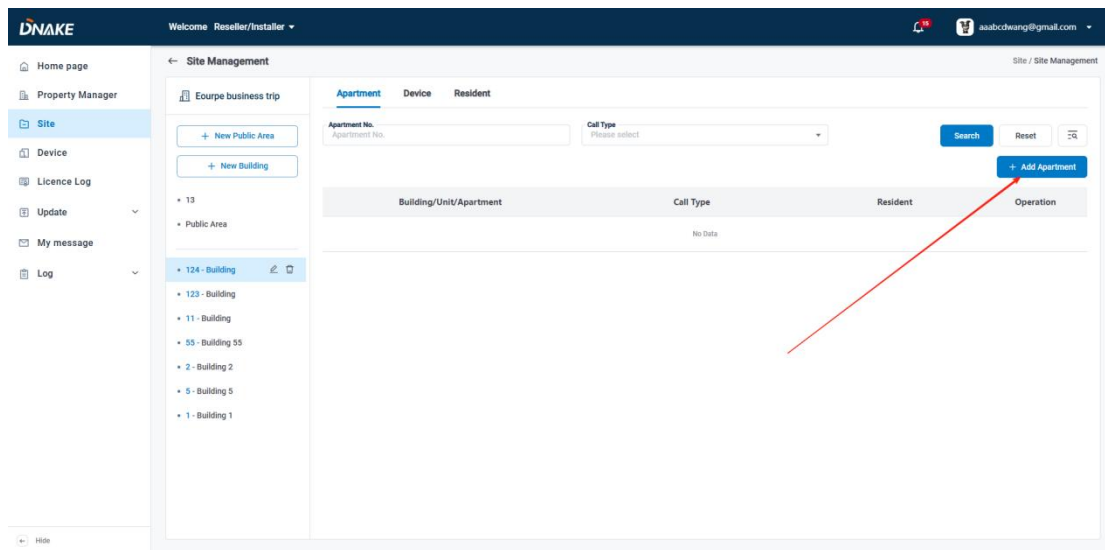 DNAKE
Welcome Reseller/Installer
15
aaabcdwang@gmail.com
Home page
Property Manager
Site
Device
Licence Log
Update
My message
Log
Hide
Site Management
Site / Site Management
Eourpe business trip
+ New Public Area
+ New Building
13
Public Area
124 - Building
123 - Building
11 - Building
55 - Building 55
2 - Building 2
5 - Building 5
1 - Building 1
Apartment Device Resident
Apartment No.
Apartment No.
Call Type
Please select
Search Reset
+ Add Apartment
Building/Unit/Apartment Call Type Resident Operation
No Data